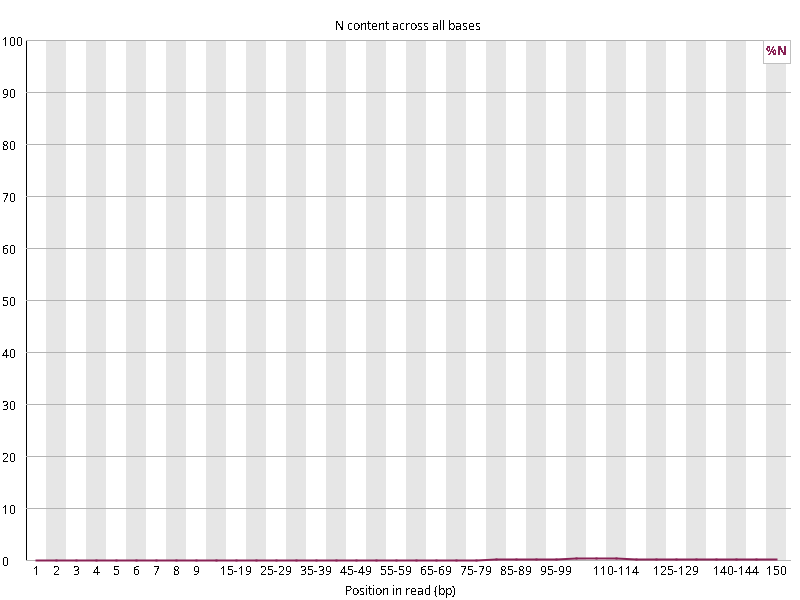 N content across all bases
%N
100
90
80
70
60
50
40
30
20
10
0
1 2 3 4 5 6 7 8 9 15-19 25-29 35-39 45-49 55-59 65-69 75-79 85-89 95-99 110-114 125-129 140-144 150
Position in read (bp)